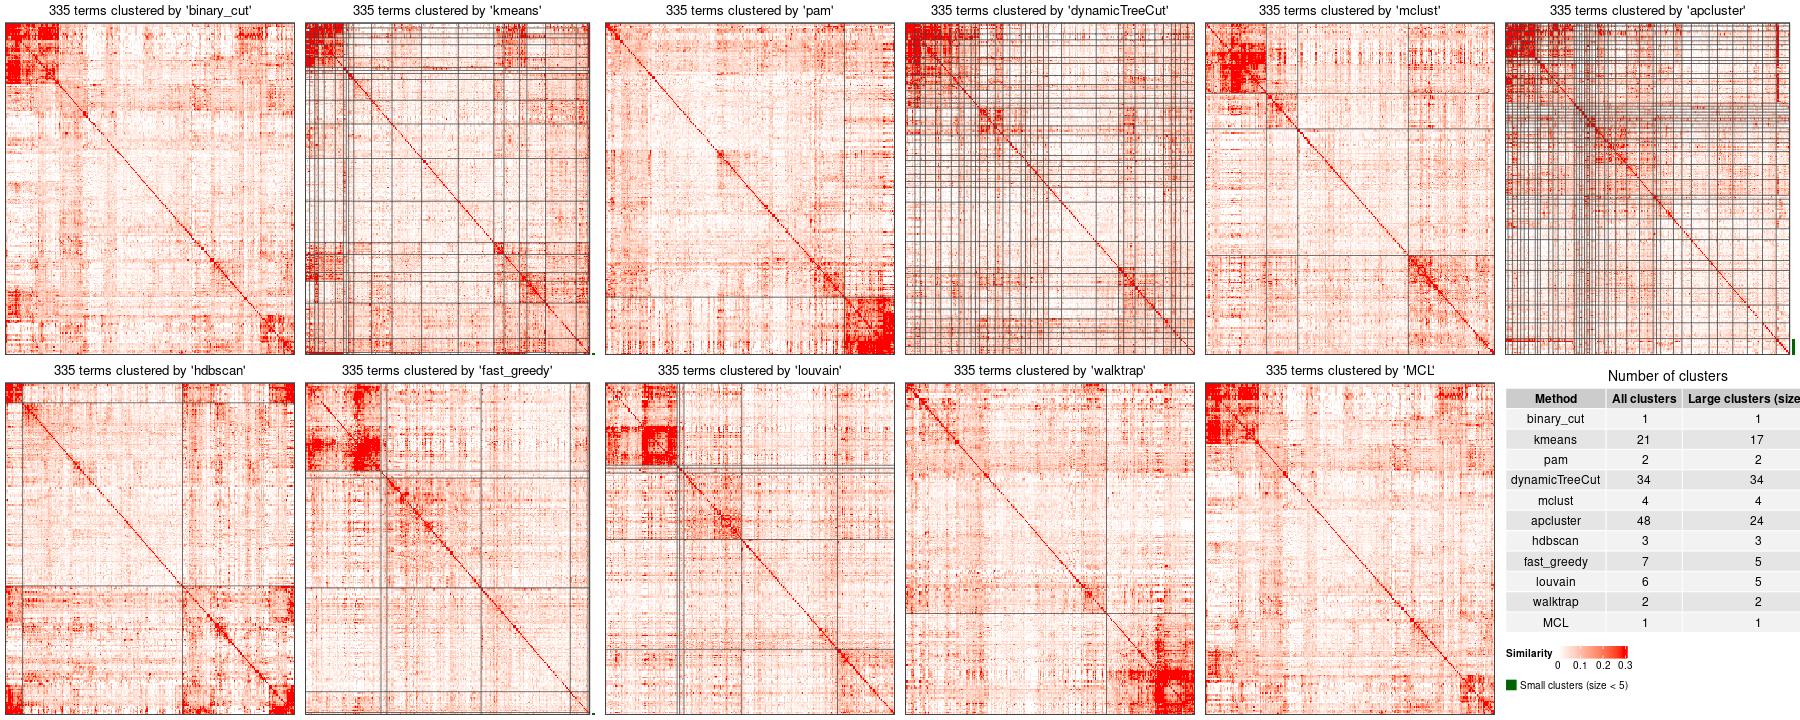 335 terms clustered by 'binary_cut'
335 terms clustered by 'kmeans'
335 terms clustered by 'pam'
335 terms clustered by 'dynamicTreeCut'
335 terms clustered by 'mclust'
335 terms clustered by 'apcluster'
335 terms clustered by 'hdbscan'
335 terms clustered by 'fast_greedy'
335 terms clustered by 'louvain'
335 terms clustered by 'walktrap'
335 terms clustered by 'MCL'
Number of clusters
Method All clusters Large clusters (size
binary_cut 1 1
kmeans 21 17
pam 2 2
dynamicTreeCut 34 34
mclust 4 4
apcluster 48 24
hdbscan 3 3
fast_greedy 7 5
louvain 6 5
walktrap 2 2
MCL 1 1
Similarity
0 0.1 0.2 0.3
Small clusters (size < 5)